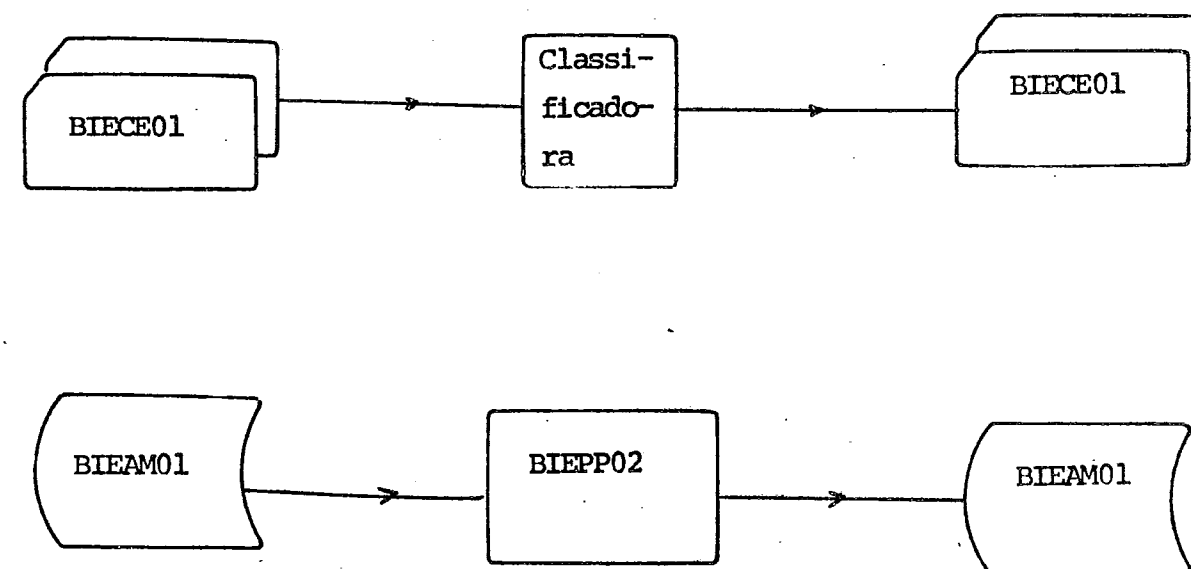 BIECE01
Classi-
ficado-
ra
BIECE01
BIEAM01
BIEPP02
BIEAM01